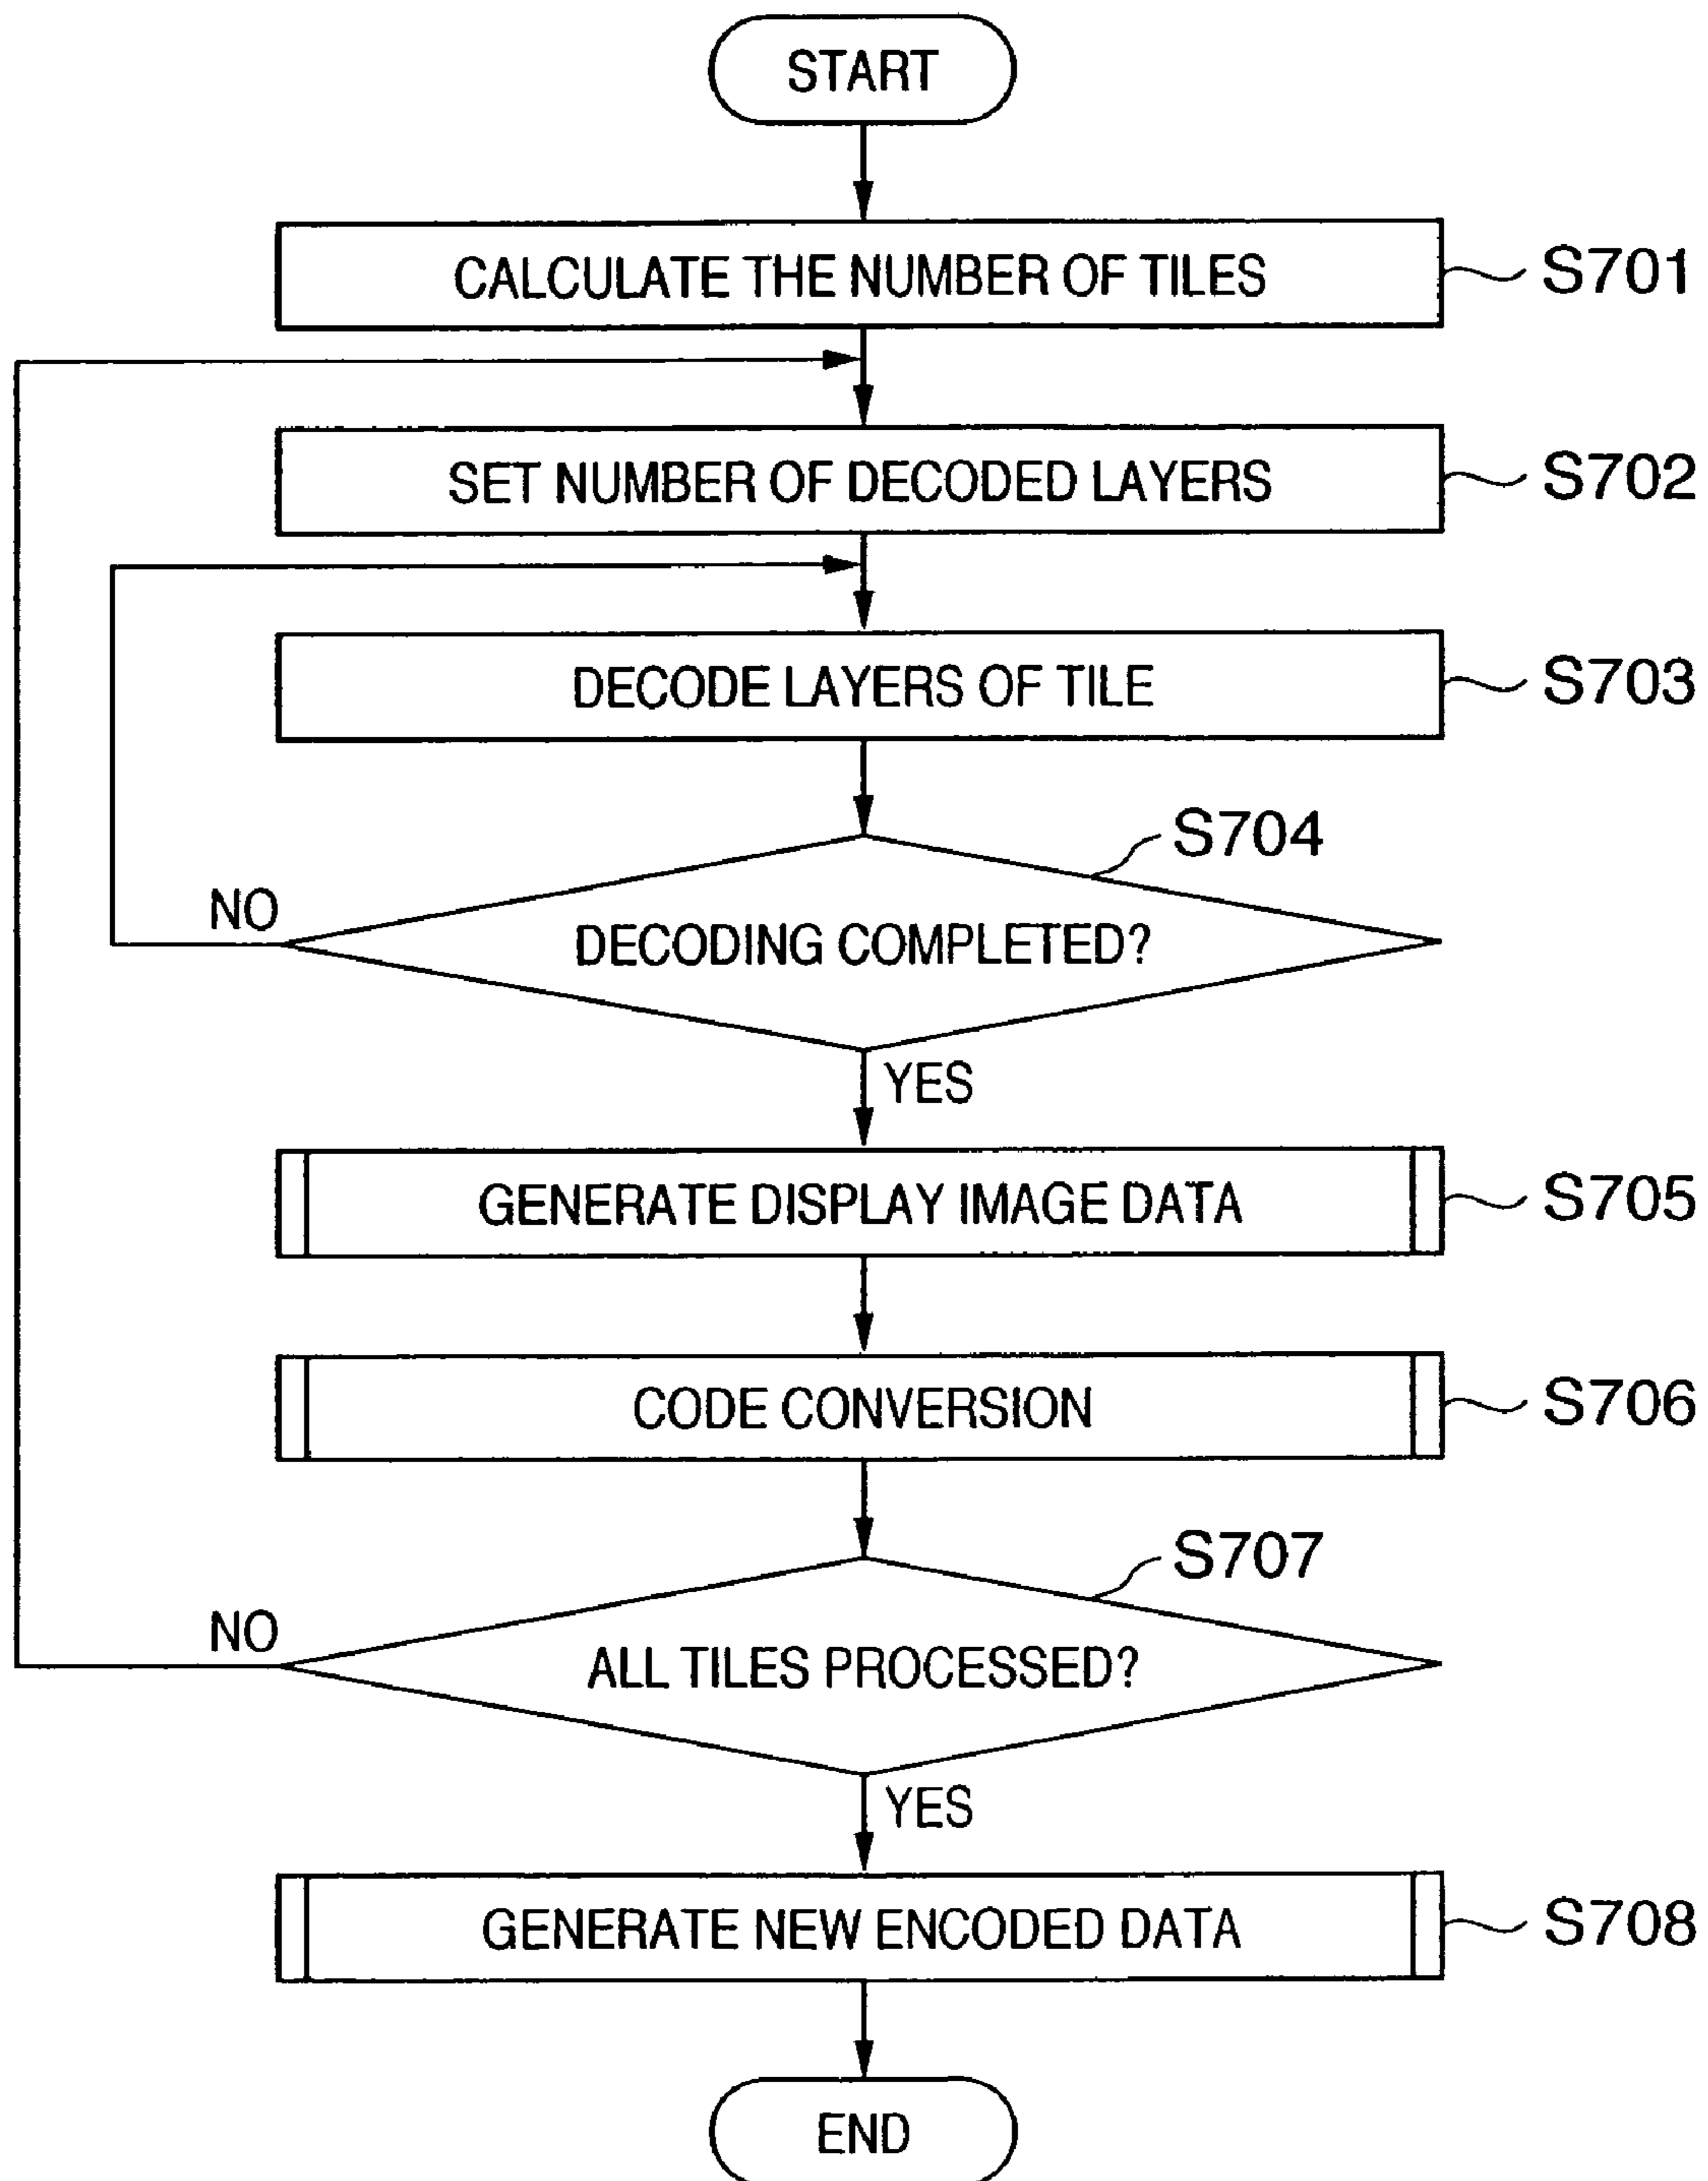 START
CALCULATE THE NUMBER OF TILES
S701
SET NUMBER OF DECODED LAYERS
S702
DECODE LAYERS OF TILE
S703
S704
NO
DECODING COMPLETED?
YES
GENERATE DISPLAY IMAGE DATA
S705
CODE CONVERSION
S706
S707
NO
ALL TILES PROCESSED?
YES
GENERATE NEW ENCODED DATA
S708
END